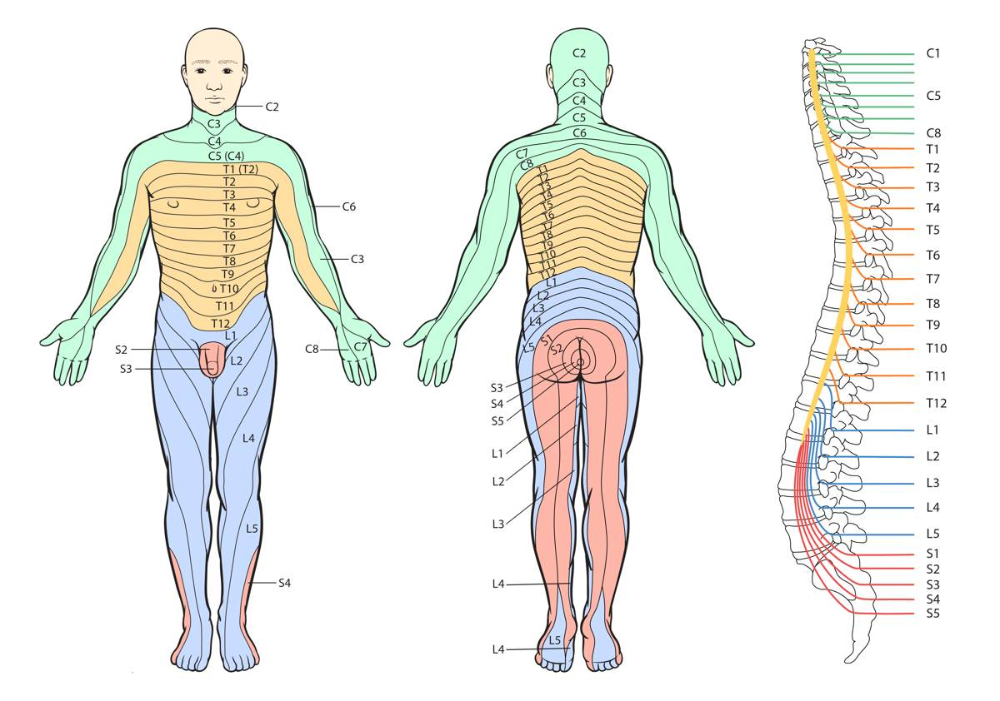 C2
C3
C4
C5 (C4)
T1 (T2)
T2
T3
T4
C6
T5
T6
T7
T8
C3
T9
T10
T11
T12
L1
S2
C8
C7
L2
S3
L3
L4
L5
S4
C2
C3
C4
C5
C6
C7
C8
T1
T2
T3
T4
T5
T6
T7
T8
T9
T10
T11
T12
L1
L2
L3
L4
L5
S1
S2
S3
S4
S5
L1
L2
L3
L4
L5
L4
C1
C5
C8
T1
T2
T3
T4
T5
T6
T7
T8
T9
T10
T11
T12
L1
L2
L3
L4
L5
S1
S2
S3
S4
S5